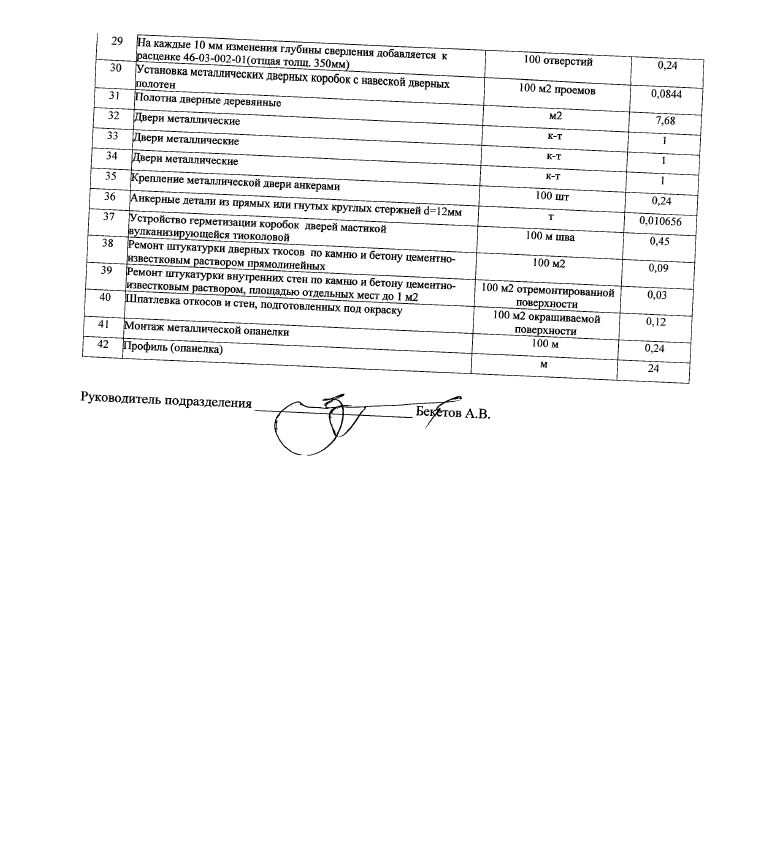 29 На каждые 10 мм изменения глубины сверления добавляется к 100 отверстий 0,24
расценке 46-03-002-01(отщая толщ. 350мм)
30 Установка металлических дверных коробок с навеской дверных 100 м2 проемов 0,0844
полотен
31 Полотна дверные деревянные м2 7,68
32 Двери металлические к-т 1
33 Двери металлические к-т 1
34 Двери металлические к-т 1
35 Крепление металлической двери анкерами 100 шт 0,24
36 Анкерные детали из прямых или гнутых круглых стержней d=12мм т 0,010656
37 Устройство герметизации коробок дверей мастикой 100 м шва 0,45
вулканизирующейся тиоколовой
38 Ремонт штукатурки дверных ткосов по камню и бетону цементно- 100 м2 0,09
известковым раствором прямолинейных
39 Ремонт штукатурки внутренних стен по камню и бетону цементно- 100 м2 отремонтированной 0,03
известковым раствором, площадью отдельных мест до 1 м2 поверхности
40 Шпатлевка откосов и стен, подготовленных под окраску 100 м2 окрашиваемой 0,12
поверхности
41 Монтаж металлической опанелки 100 м 0,24
42 Профиль (опанелка) м 24
Руководитель подразделения Бекетов А.В.